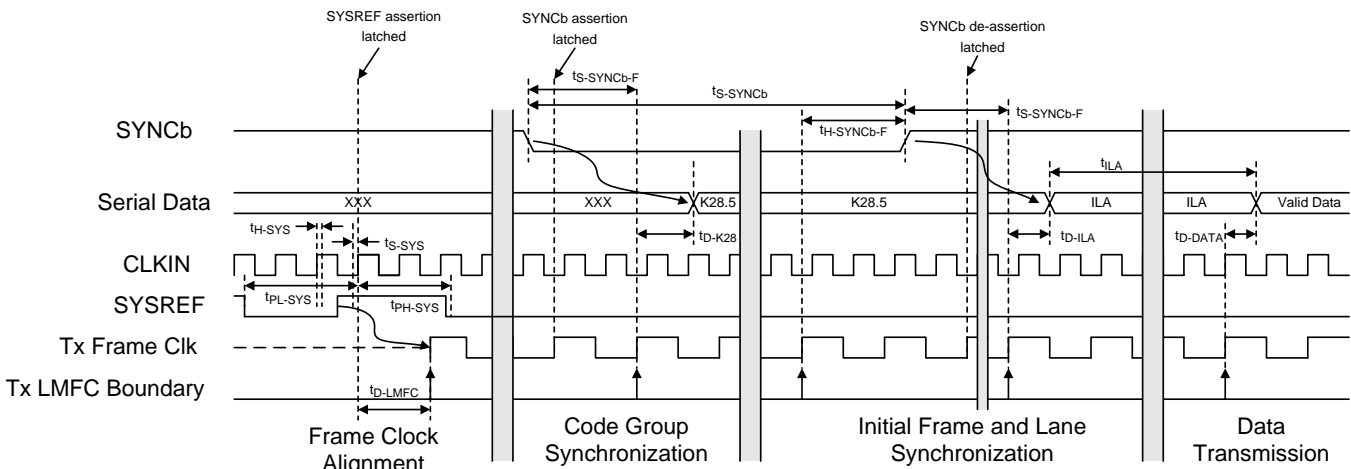 SYSREF assertion
latched
SYNCb assertion
latched
SYNCb de-assertion
latched
tS-SYNCb-F
tS-SYNCb
tS-SYNCb-F
tH-SYNCb-F
SYNCb
tILA
Serial Data
XXX
XXX
K28.5
K28.5
ILA
ILA
Valid Data
tH-SYS
tS-SYS
tD-K28
tD-ILA
tD-DATA
CLKIN
tPL-SYS
tPH-SYS
SYSREF
Tx Frame Clk
Tx LMFC Boundary
tD-LMFC
Frame Clock
Alignment
Code Group
Synchronization
Initial Frame and Lane
Synchronization
Data
Transmission